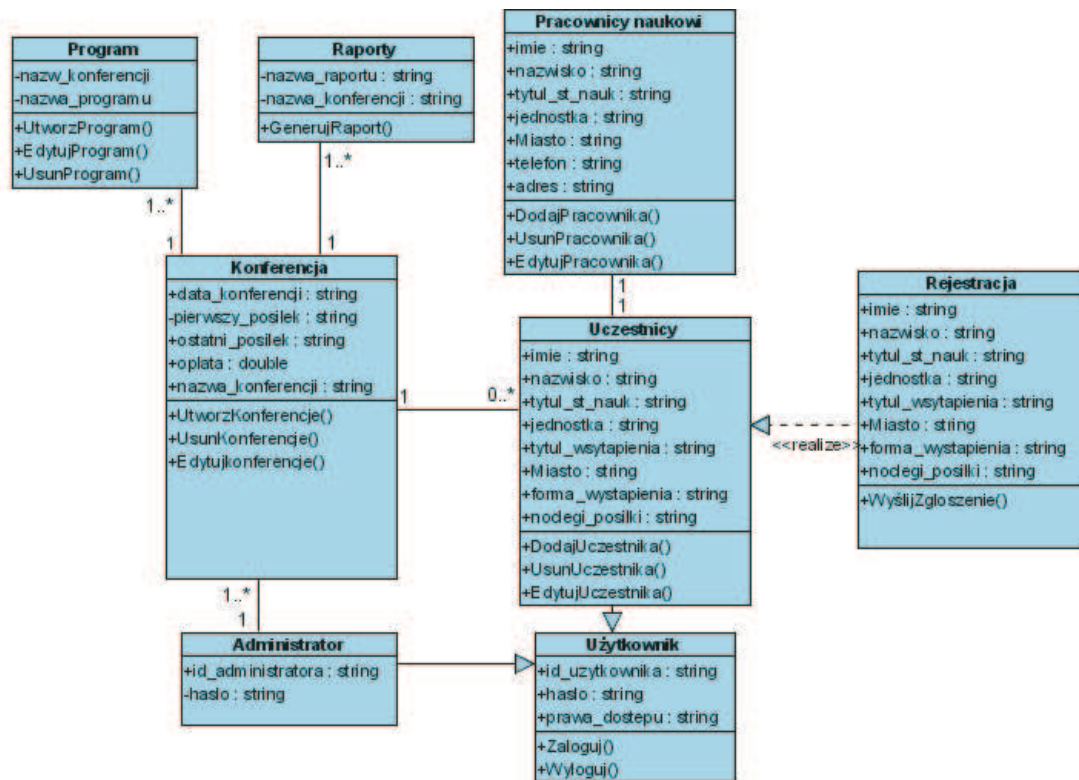 Program
-nazw_konferencji
-nazwa_programu
+UtworzProgram()
+EdytujProgram()
+UsunProgram()
Raporty
-nazwa_raportu : string
-nazwa_konferencji : string
+GenerujRaport()
Pracownicy naukowi
+imie : string
+nazwisko : string
+tytul_st_nauk : string
+jednostka : string
+Miasto : string
+telefon : string
+adres : string
+DodajPracownika()
+UsunPracownika()
+EdytujPracownika()
1..*
1
1..*
1
1
1
Konferencja
+data_konferencji : string
-pierwszy_posilek : string
+ostatni_posilek : string
+oplata : double
+nazwa_konferencji : string
+UtworzKonferencje()
+UsunKonferencje()
+Edytujkonferencje()
1
0..*
Uczestnicy
+imie : string
+nazwisko : string
+tytul_st_nauk : string
+jednostka : string
+tytul_wsytapienia : string
+Miasto : string
+forma_wystapienia : string
+noclegi_posilki : string
+DodajUczestnika()
+UsunUczestnika()
+EdytujUczestnika()
<<realize>>
Rejestracja
+imie : string
+nazwisko : string
+tytul_st_nauk : string
+jednostka : string
+tytul_wsytapienia : string
+Miasto : string
+forma_wystapienia : string
+noclegi_posilki : string
+WyślijZgloszenie()
1..*
1
Administrator
+id_administratora : string
-haslo : string
Użytkownik
+id_uzytkownika : string
+haslo : string
+prawa_dostepu : string
+Zaloguj()
+Wyloguj()